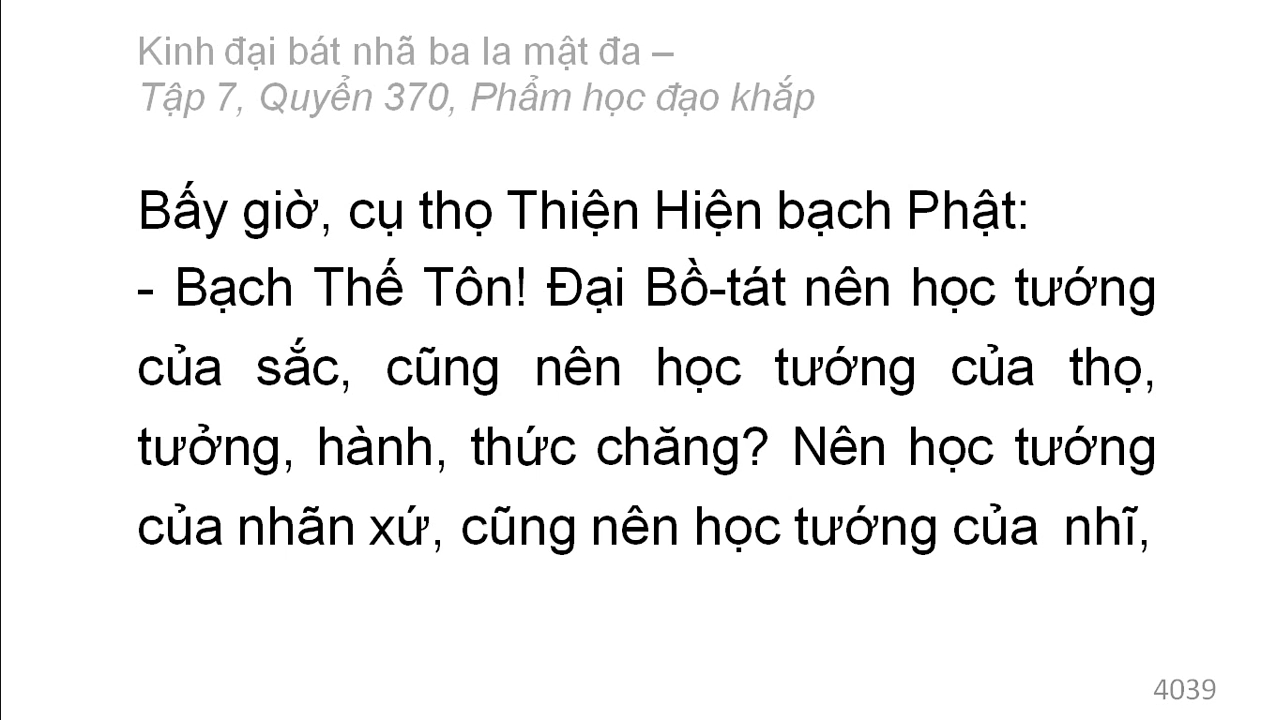 Kinh đại bát nhã ba la mật đa –
Tập 7, Quyển 370, Phẩm học đạo khắp
Bấy giờ, cụ thọ Thiện Hiện bạch Phật:
- Bạch Thế Tôn! Đại Bồ-tát nên học tướng
của sắc, cũng nên học tướng của thọ,
tưởng, hành, thức chăng? Nên học tướng
của nhãn xứ, cũng nên học tướng của nhĩ,
4039